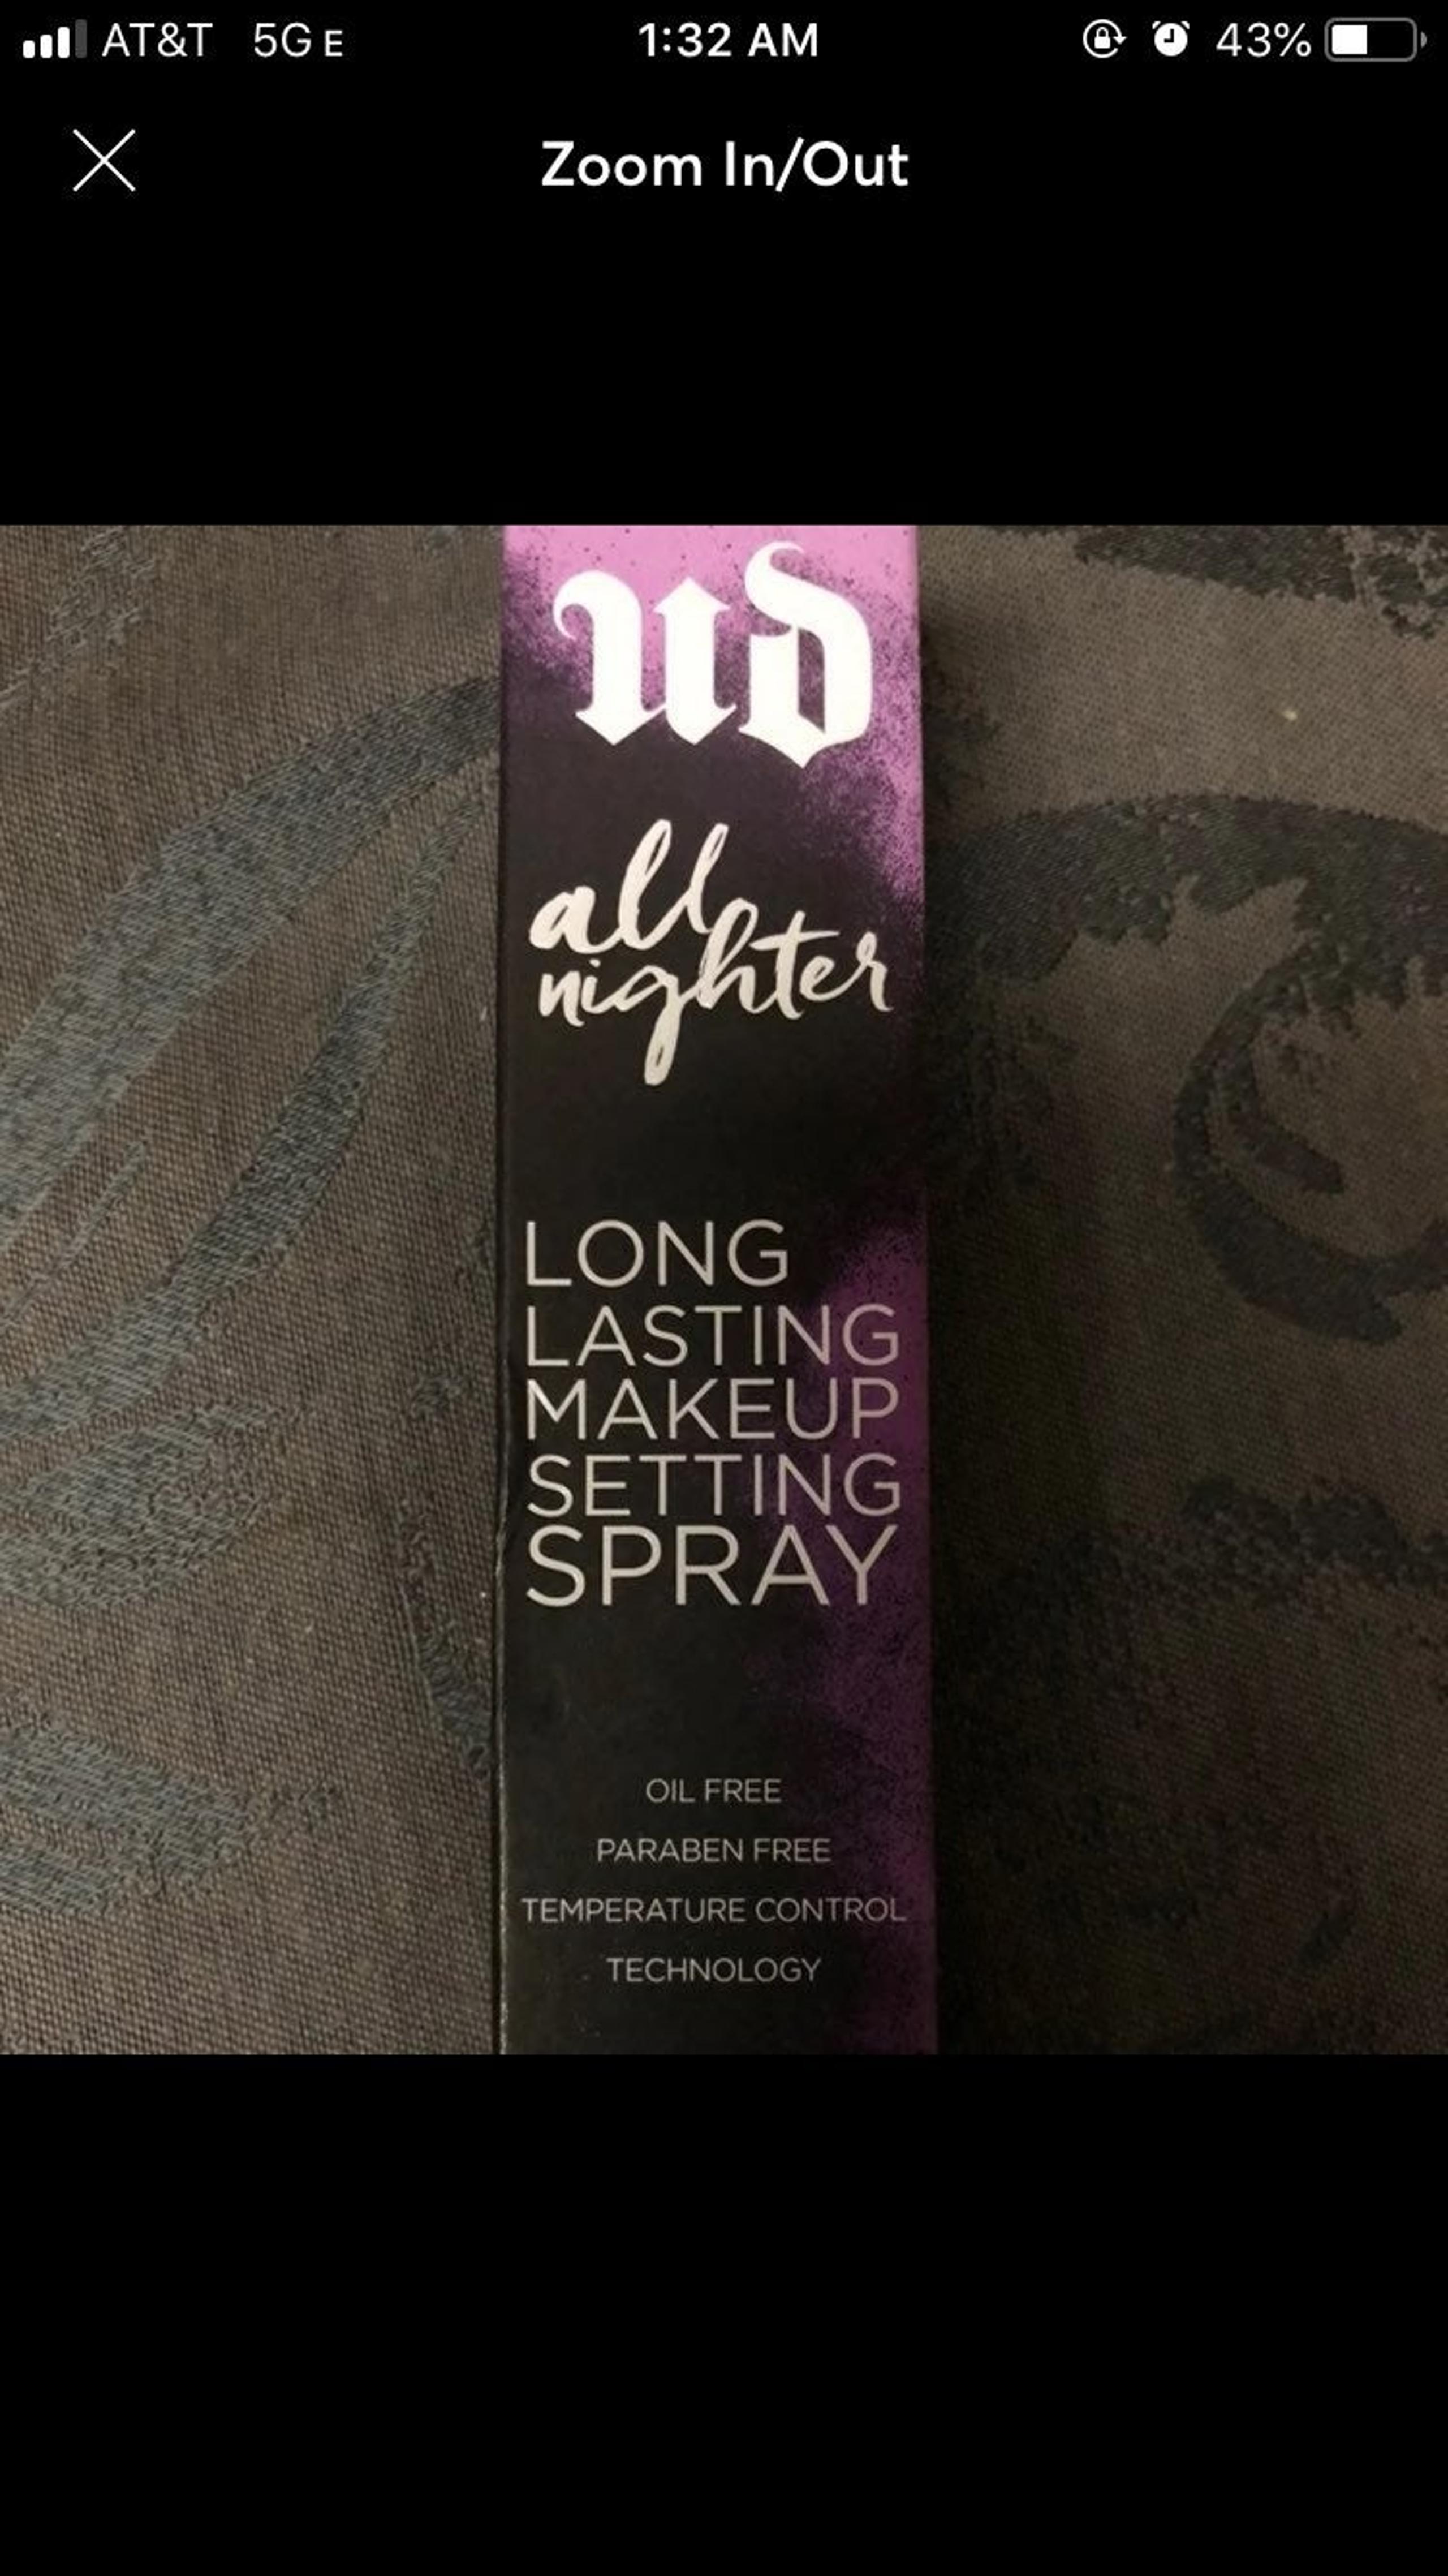 AT&T 5GE 1:32 AM 43%
Zoom In/Out
UD
all
nighter
LONG
LASTING
MAKEUP
SETTING
SPRAY
OIL FREE
PARABEN FREE
TEMPERATURE CONTROL
TECHNOLOGY